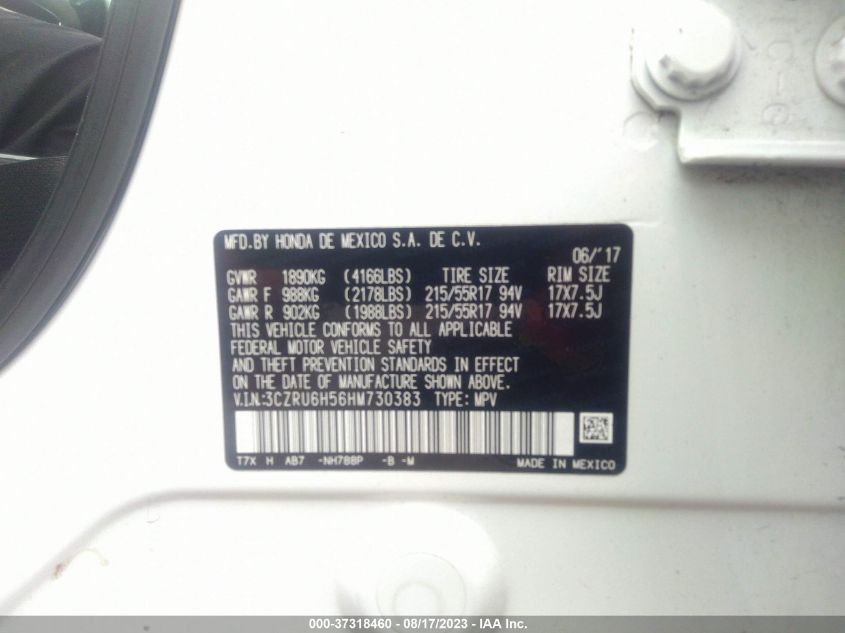 MFD.BY HONDA DE MEXICO S.A. DE C.V.
06/'17
GVWR 1890KG (4166LBS) TIRE SIZE RIM SIZE
GAWR F 988KG (2178LBS) 215/55R17 94V 17X7.5J
GAWR R 902KG (1988LBS) 215/55R17 94V 17X7.5J
THIS VEHICLE CONFORMS TO ALL APPLICABLE
FEDERAL MOTOR VEHICLE SAFETY
AND THEFT PREVENTION STANDARDS IN EFFECT
ON THE DATE OF MANUFACTURE SHOWN ABOVE.
V.I.N.:3CZRU6H56HM730383 TYPE: MPV
T7X H AB7 -NH788P -B -M
MADE IN MEXICO
000-37318460 - 08/17/2023 - IAA Inc.